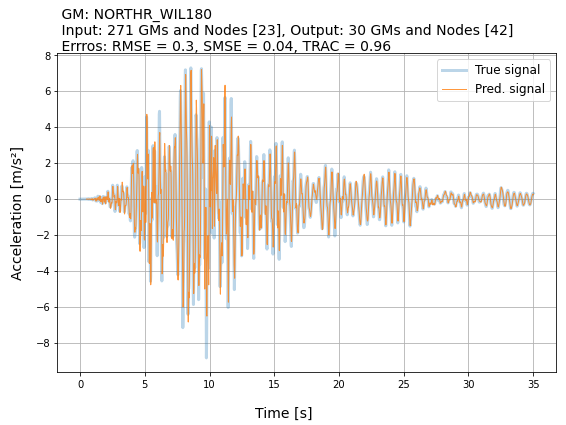 GM: NORTHR_WIL180
Input: 271 GMs and Nodes [23], Output: 30 GMs and Nodes [42]
Errros: RMSE = 0.3, SMSE = 0.04, TRAC = 0.96
True signal
Pred. signal
Acceleration [m/s²]
8
6
4
2
0
−2
−4
−6
−8
0 5 10 15 20 25 30 35
Time [s]